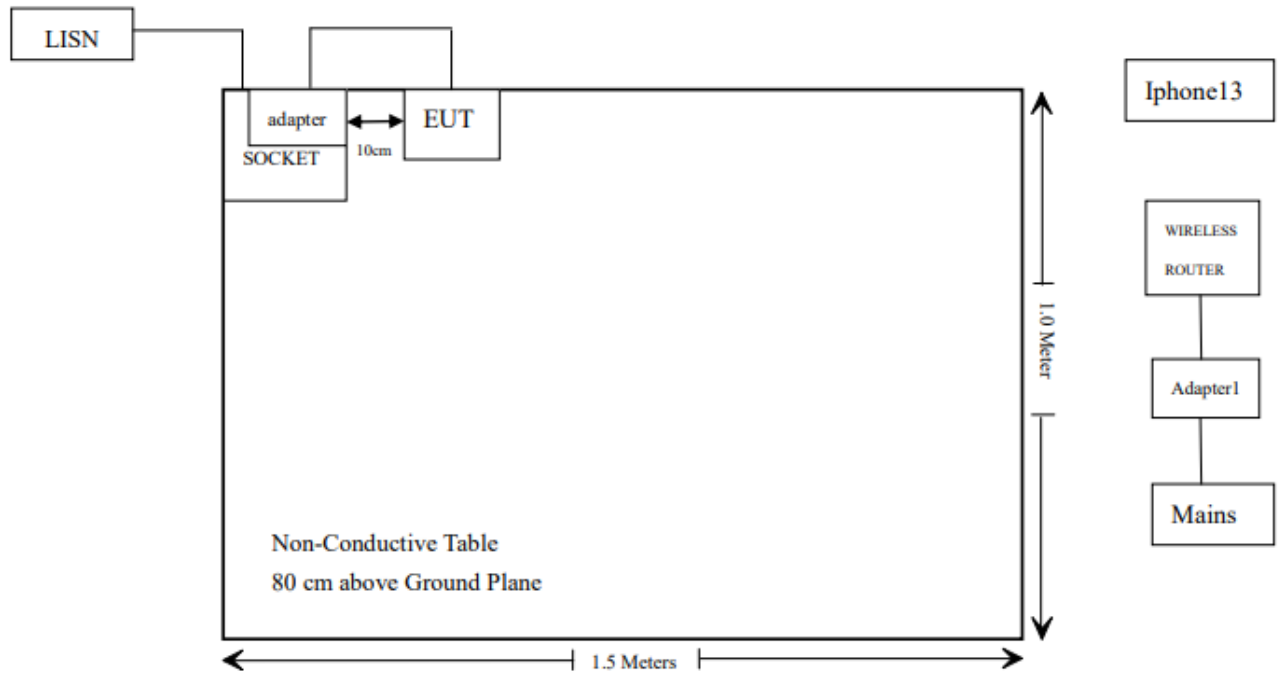 LISN
Iphone13
adapter
EUT
10cm
SOCKET
WIRELESS
ROUTER
1.0 Meter
Adapter1
Mains
Non-Conductive Table
80 cm above Ground Plane
1.5 Meters